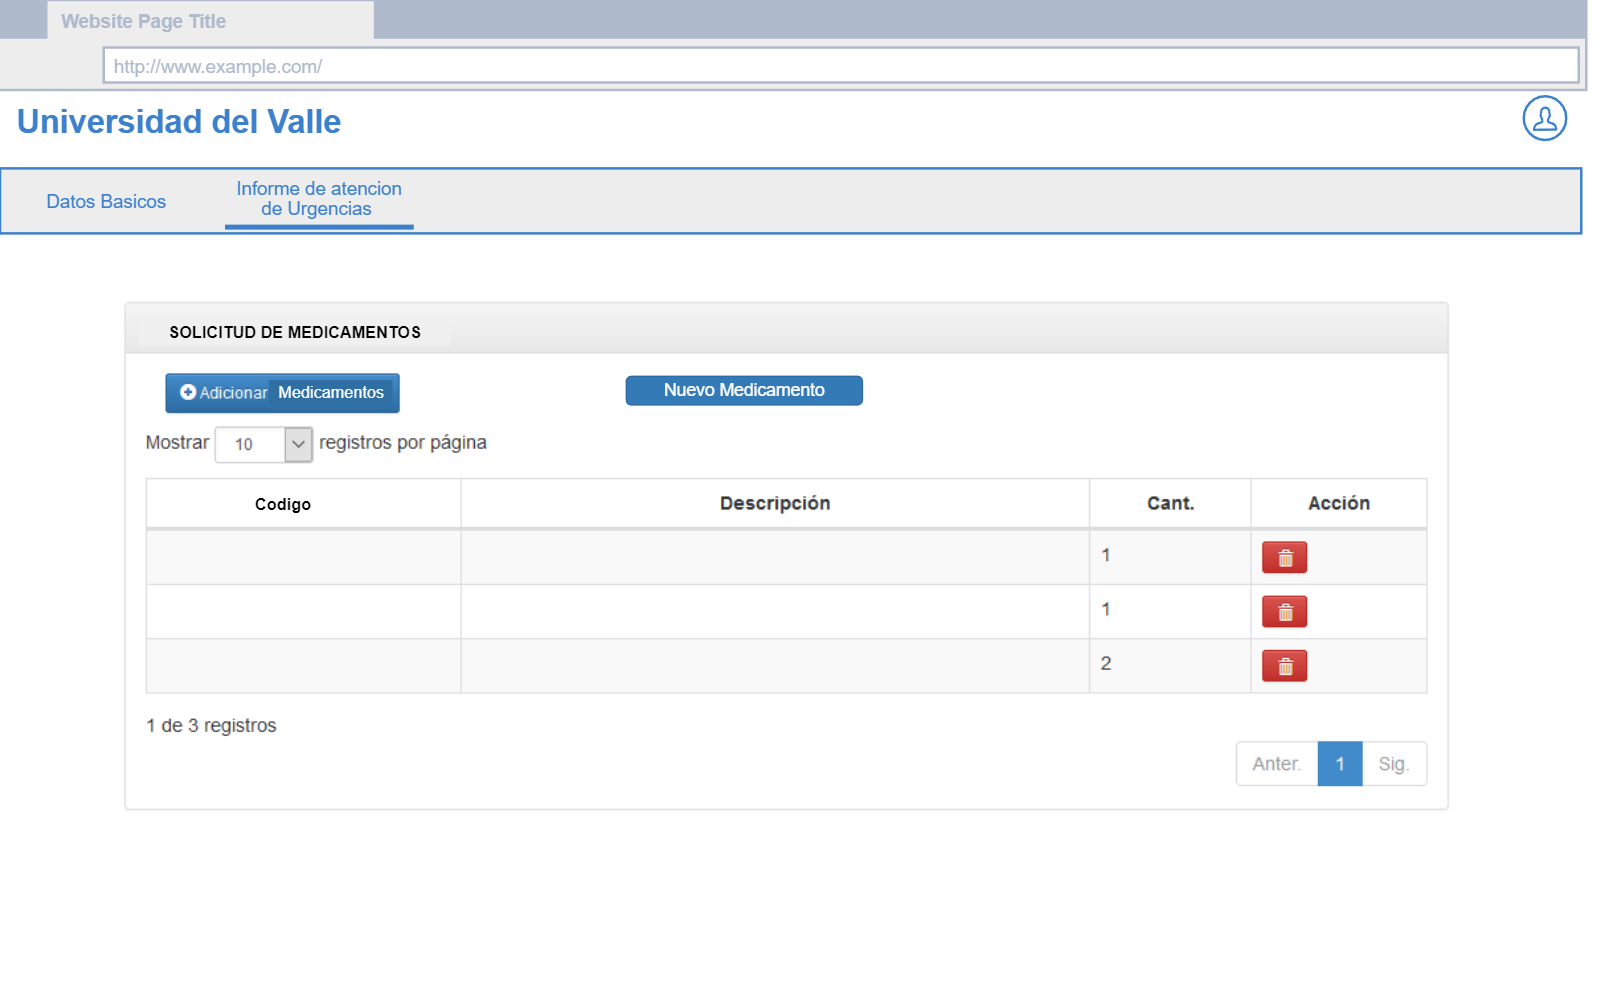 Website Page Title
http://www.example.com/
Universidad del Valle
Datos Basicos
Informe de atencion
de Urgencias
SOLICITUD DE MEDICAMENTOS
Adicionar Medicamentos
Nuevo Medicamento
Mostrar 10 registros por página
Codigo Descripción Cant. Acción
1
1
2
1 de 3 registros
Anter. 1 Sig.